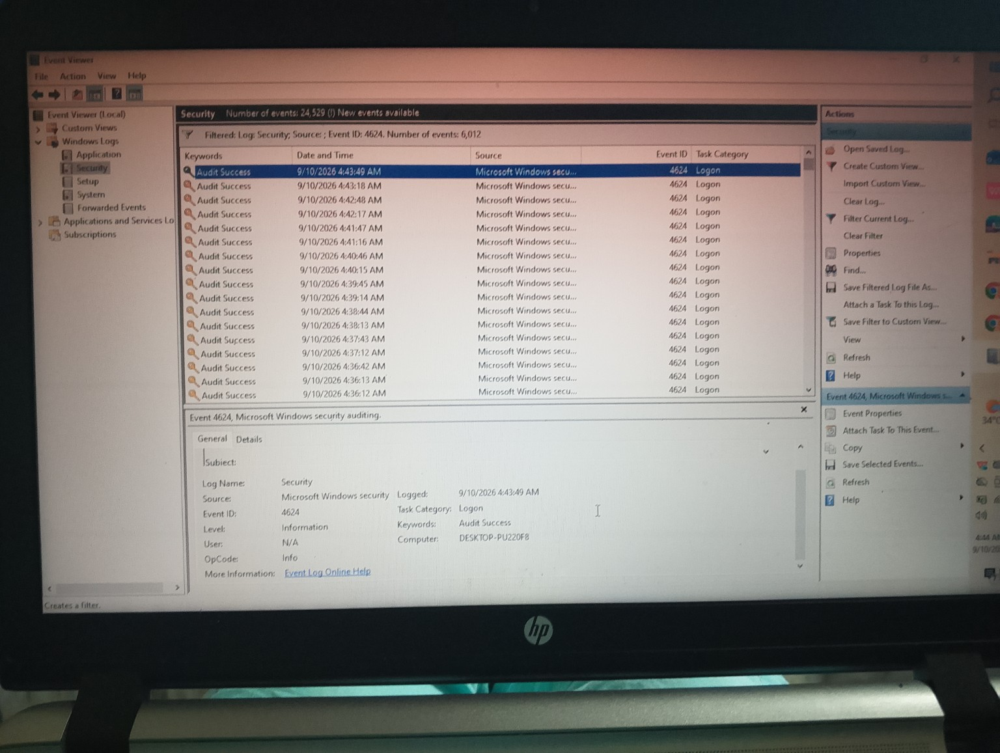 Event Viewer
File Action View Help
Event Viewer (Local)
Custom Views
Windows Logs
Application
Security
Setup
System
Forwarded Events
Applications and Services Lo
Subscriptions
Security Number of events: 24,529 (!) New events available
Filtered: Log: Security; Source: ; Event ID: 4624. Number of events: 6,012
Keywords Date and Time Source Event ID Task Category
Audit Success 9/10/2026 4:43:49 AM Microsoft Windows secu... 4624 Logon
Audit Success 9/10/2026 4:43:18 AM Microsoft Windows secu... 4624 Logon
Audit Success 9/10/2026 4:42:48 AM Microsoft Windows secu... 4624 Logon
Audit Success 9/10/2026 4:42:17 AM Microsoft Windows secu... 4624 Logon
Audit Success 9/10/2026 4:41:47 AM Microsoft Windows secu... 4624 Logon
Audit Success 9/10/2026 4:41:16 AM Microsoft Windows secu... 4624 Logon
Audit Success 9/10/2026 4:40:46 AM Microsoft Windows secu... 4624 Logon
Audit Success 9/10/2026 4:40:15 AM Microsoft Windows secu... 4624 Logon
Audit Success 9/10/2026 4:39:45 AM Microsoft Windows secu... 4624 Logon
Audit Success 9/10/2026 4:39:14 AM Microsoft Windows secu... 4624 Logon
Audit Success 9/10/2026 4:38:44 AM Microsoft Windows secu... 4624 Logon
Audit Success 9/10/2026 4:38:13 AM Microsoft Windows secu... 4624 Logon
Audit Success 9/10/2026 4:37:43 AM Microsoft Windows secu... 4624 Logon
Audit Success 9/10/2026 4:37:12 AM Microsoft Windows secu... 4624 Logon
Audit Success 9/10/2026 4:36:42 AM Microsoft Windows secu... 4624 Logon
Audit Success 9/10/2026 4:36:13 AM Microsoft Windows secu... 4624 Logon
Audit Success 9/10/2026 4:36:12 AM Microsoft Windows secu... 4624 Logon
Event 4624, Microsoft Windows security auditing.
General Details
Subject:
Log Name: Security
Source: Microsoft Windows security Logged: 9/10/2026 4:43:49 AM
Event ID: 4624 Task Category: Logon
Level: Information Keywords: Audit Success
User: N/A Computer: DESKTOP-PU220F8
OpCode: Info
More Information: Event Log Online Help
Creates a filter.
Actions
Security
Open Saved Log...
Create Custom View...
Import Custom View...
Clear Log...
Filter Current Log...
Clear Filter
Properties
Find...
Save Filtered Log File As...
Attach a Task To this Log...
Save Filter to Custom View...
View
Refresh
Help
Event 4624, Microsoft Windows s...
Event Properties
Attach Task To This Event...
Copy
Save Selected Events...
Refresh
Help
34°C
4:44 AM
9/10/20
hp